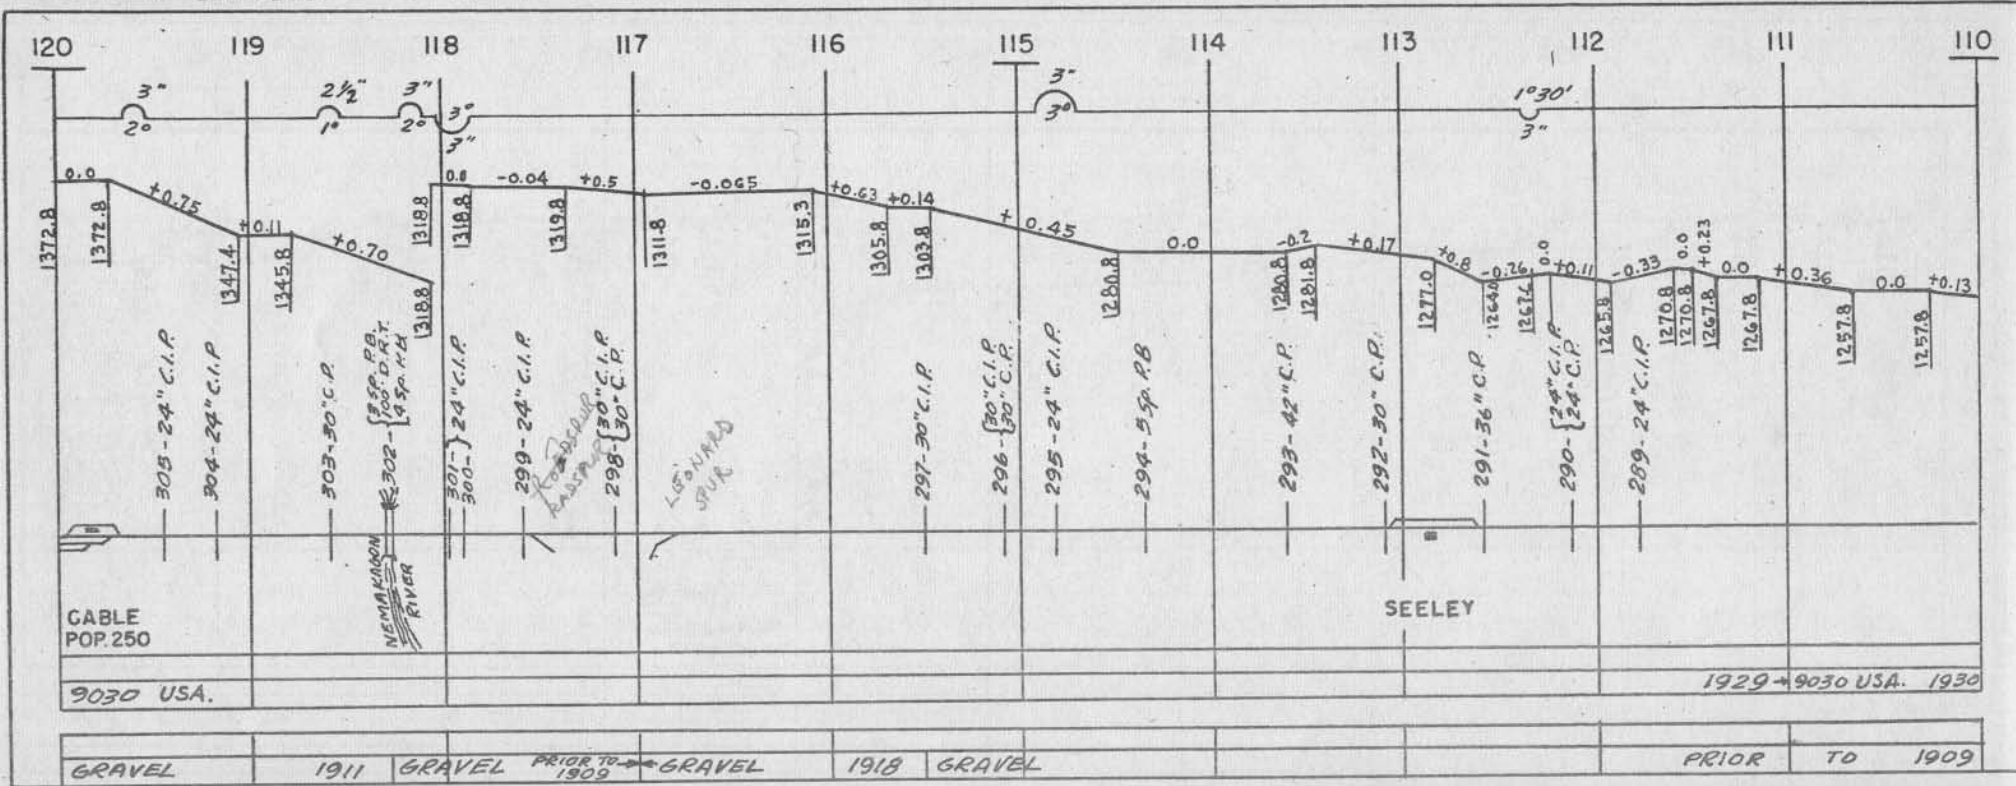 120 119 118 117 116 115 114 113 112 111 110
3" 2½" 3" 3° 3" 1°30'
2° 1° 2° 3" 3° 3"
0.0 +0.75 +0.11 +0.70 0.0 -0.04 +0.5 -0.065 +0.63 +0.14 +0.45 0.0 -0.2 +0.17 +0.8 -0.26 0.0 +0.11 -0.33 0.0 +0.23 0.0 +0.36 0.0 +0.13
1372.8
1372.8
1347.4
1345.8
1318.8
1318.8
1318.8
1319.8
1311.8
1315.3
1305.8
1303.8
1280.8
1280.8
1281.8
1277.0
1264.0
1267.6
1265.8
1270.8
1270.8
1267.8
1267.8
1257.8
1257.8
305-24" C.I.P.
304-24" C.I.P.
303-30" C.P.
302-{3 SP. P.B.
100' D.R.T.
4 Sp. H.H.
301-} 24" C.I.P.
300-
299-24" C.I.P.
298-{30" C.I.P.
30" C.P.
LEONARD
SPUR
297-30" C.I.P.
296-{30" C.I.P.
30" C.P.
295-24" C.I.P.
294-5 Sp. P.B
293-42" C.P.
292-30" C.P.
291-36" C.P.
290-{24" C.I.P.
24" C.P.
289-24" C.I.P.
NEMAKAGON
RIVER
CABLE
POP. 250
SEELEY
9030 USA. 1929 9030 USA. 1930
GRAVEL 1911 GRAVEL PRIOR TO 1909 GRAVEL 1918 GRAVEL PRIOR TO 1909